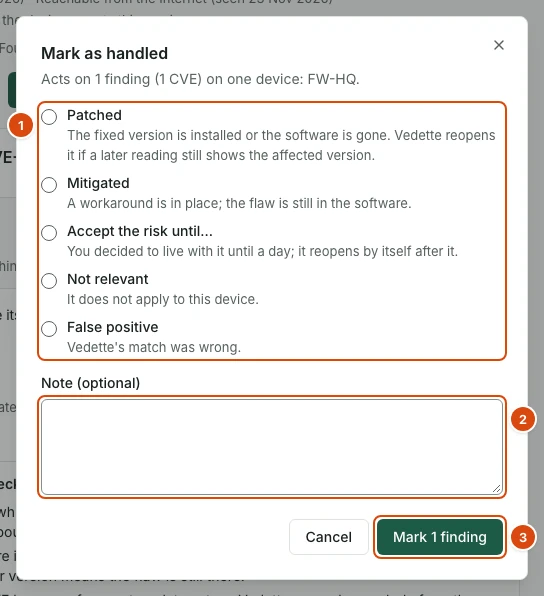 Mark as handled
Acts on 1 finding (1 CVE) on one device: FW-HQ.
1
Patched
The fixed version is installed or the software is gone. Vedette reopens
it if a later reading still shows the affected version.
Mitigated
A workaround is in place; the flaw is still in the software.
Accept the risk until...
You decided to live with it until a day; it reopens by itself after it.
Not relevant
It does not apply to this device.
False positive
Vedette's match was wrong.
Note (optional)
2
Cancel
Mark 1 finding
3